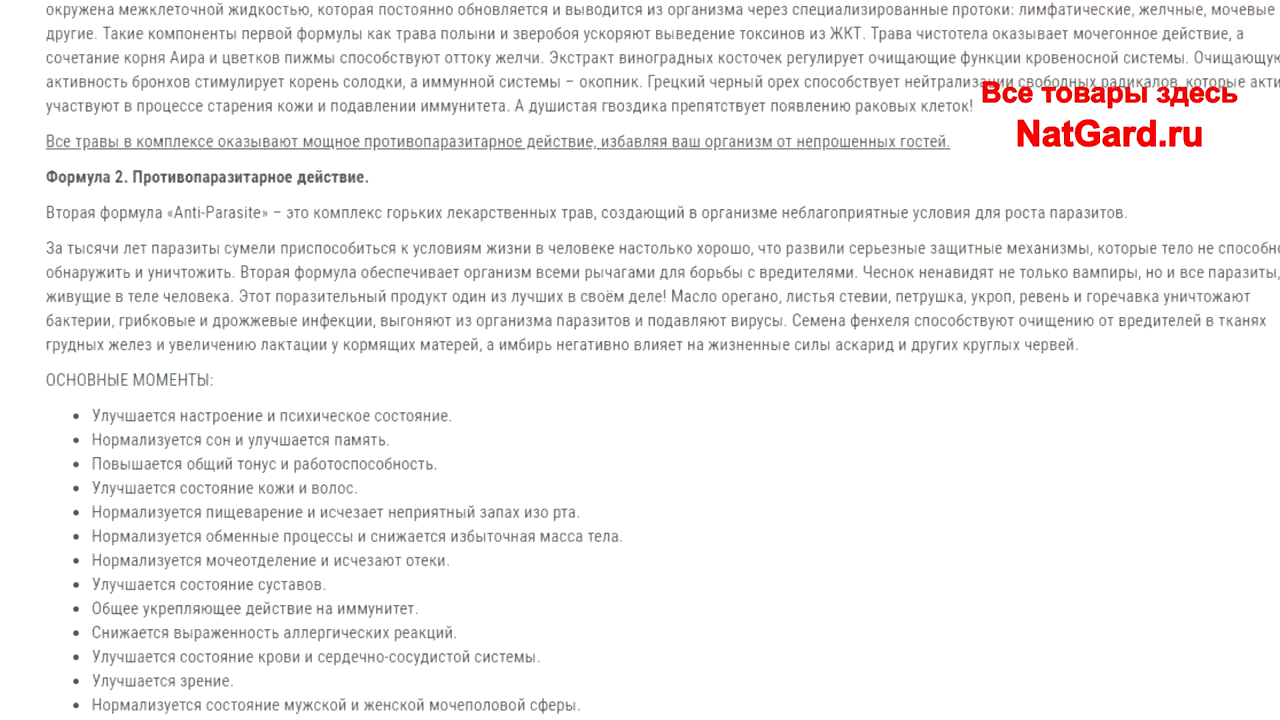 окружена межклеточной жидкостью, которая постоянно обновляется и выводится из организма через специализированные протоки: лимфатические, желчные, мочевые
другие. Такие компоненты первой формулы как трава полыни и зверобоя ускоряют выведение токсинов из ЖКТ. Трава чистотела оказывает мочегонное действие, а
сочетание корня Аира и цветков пижмы способствуют оттоку желчи. Экстракт виноградных косточек регулирует очищающие функции кровеносной системы. Очищающую
активность бронхов стимулирует корень солодки, а иммунной системы – окопник. Грецкий черный орех способствует нейтрализации свободных радикалов, которые акти
участвуют в процессе старения кожи и подавлении иммунитета. А душистая гвоздика препятствует появлению раковых клеток!
Все товары здесь
NatGard.ru
Все травы в комплексе оказывают мощное противопаразитарное действие, избавляя ваш организм от непрошенных гостей.
Формула 2. Противопаразитарное действие.
Вторая формула «Anti-Parasite» – это комплекс горьких лекарственных трав, создающий в организме неблагоприятные условия для роста паразитов.
За тысячи лет паразиты сумели приспособиться к условиям жизни в человеке настолько хорошо, что развили серьезные защитные механизмы, которые тело не способно
обнаружить и уничтожить. Вторая формула обеспечивает организм всеми рычагами для борьбы с вредителями. Чеснок ненавидят не только вампиры, но и все паразиты,
живущие в теле человека. Этот поразительный продукт один из лучших в своём деле! Масло орегано, листья стевии, петрушка, укроп, ревень и горечавка уничтожают
бактерии, грибковые и дрожжевые инфекции, выгоняют из организма паразитов и подавляют вирусы. Семена фенхеля способствуют очищению от вредителей в тканях
грудных желез и увеличению лактации у кормящих матерей, а имбирь негативно влияет на жизненные силы аскарид и других круглых червей.
ОСНОВНЫЕ МОМЕНТЫ:
• Улучшается настроение и психическое состояние.
• Нормализуется сон и улучшается память.
• Повышается общий тонус и работоспособность.
• Улучшается состояние кожи и волос.
• Нормализуется пищеварение и исчезает неприятный запах изо рта.
• Нормализуется обменные процессы и снижается избыточная масса тела.
• Нормализуется мочеотделение и исчезают отеки.
• Улучшается состояние суставов.
• Общее укрепляющее действие на иммунитет.
• Снижается выраженность аллергических реакций.
• Улучшается состояние крови и сердечно-сосудистой системы.
• Улучшается зрение.
• Нормализуется состояние мужской и женской мочеполовой сферы.